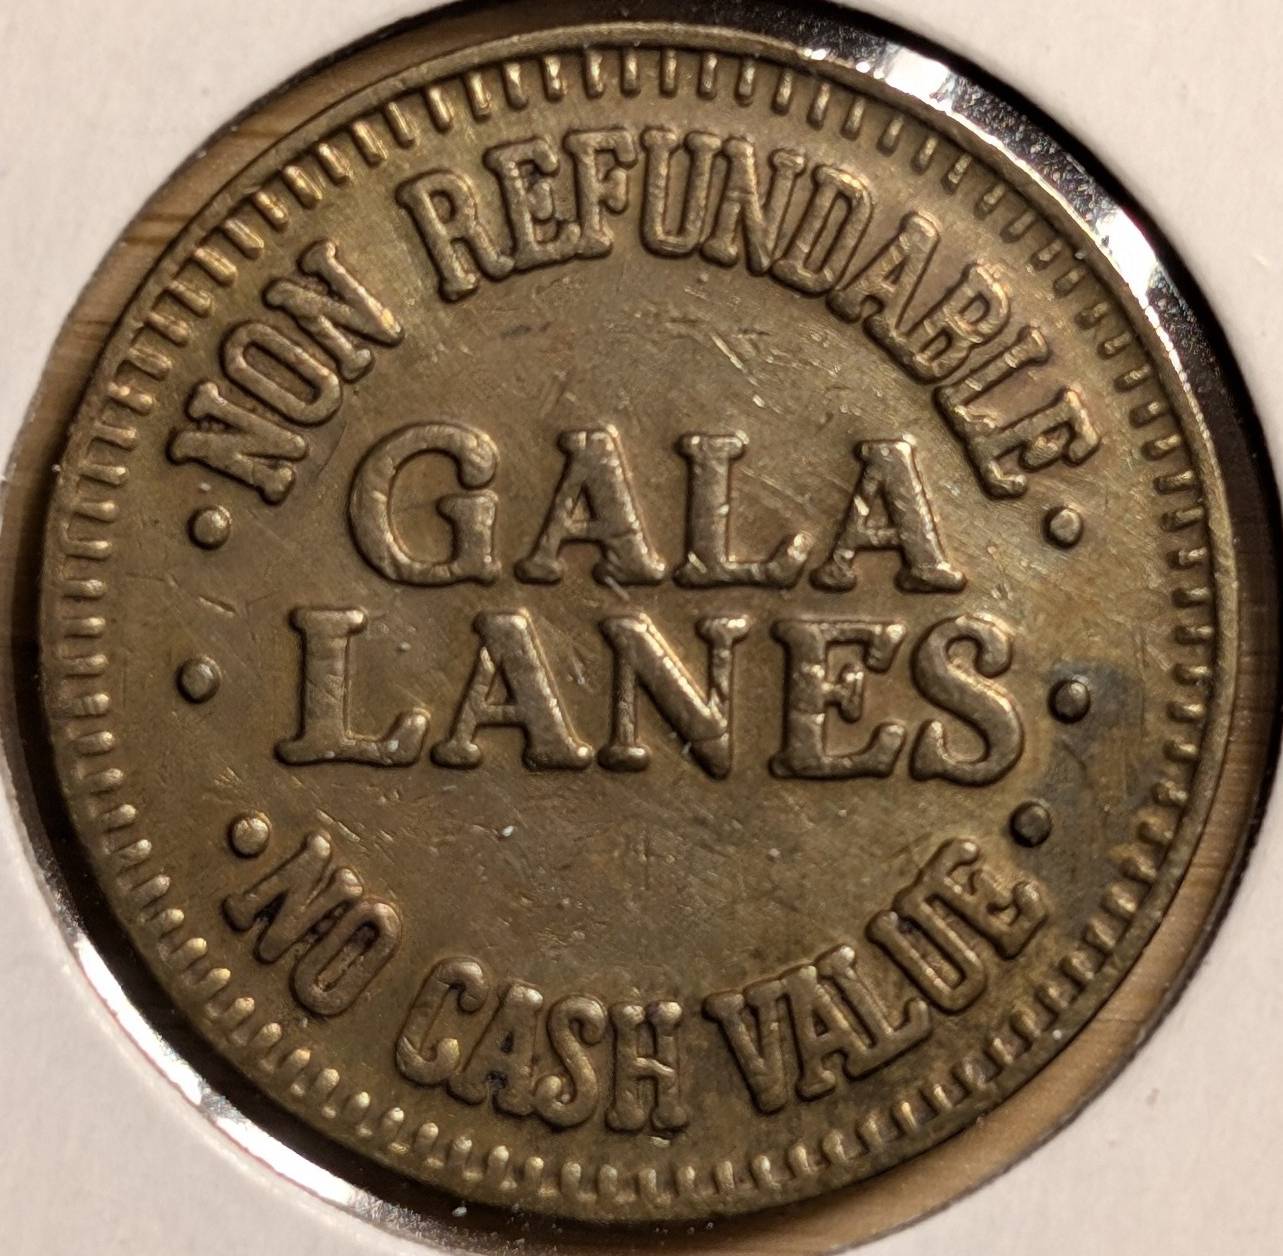 NON REFUNDABLE
GALA
LANES
NO CASH VALUE